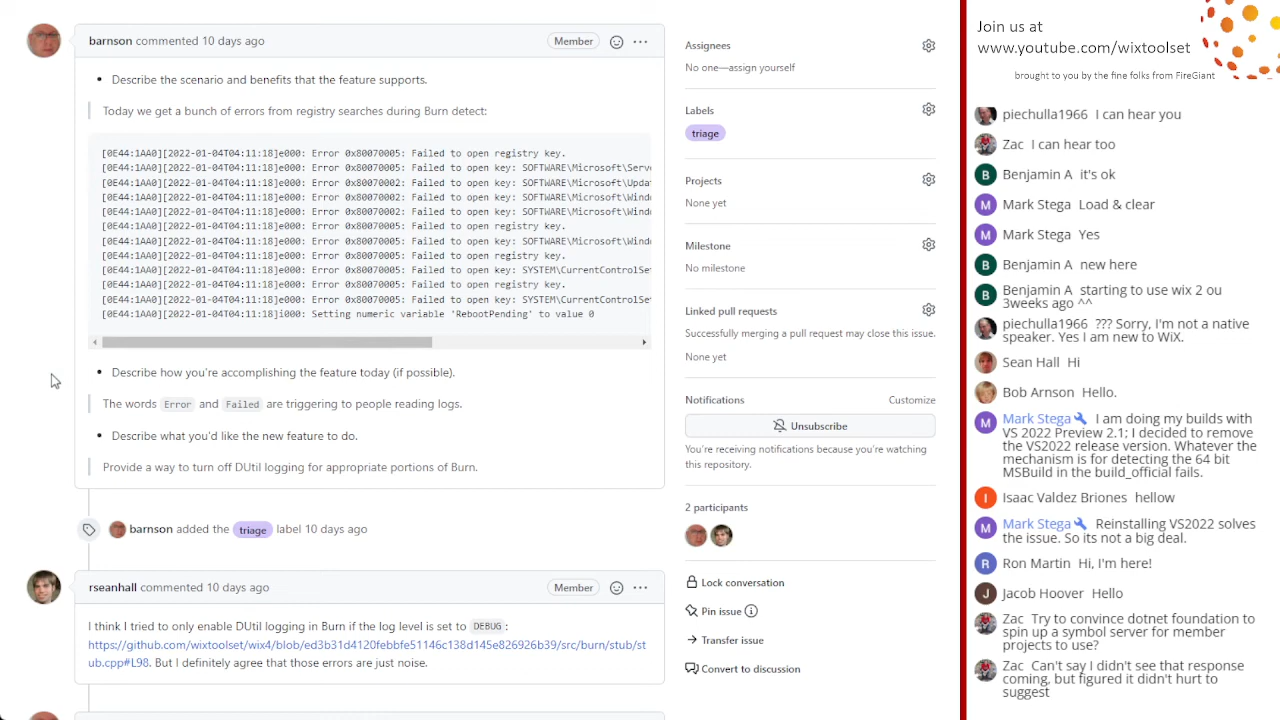 barnson commented 10 days ago
Member
Describe the scenario and benefits that the feature supports.
Today we get a bunch of errors from registry searches during Burn detect:
[0E44:1AA0][2022-01-04T04:11:18]e000: Error 0x80070005: Failed to open registry key.
[0E44:1AA0][2022-01-04T04:11:18]e000: Error 0x80070005: Failed to open key: SOFTWARE\Microsoft\Serve
[0E44:1AA0][2022-01-04T04:11:18]e000: Error 0x80070002: Failed to open key: SOFTWARE\Microsoft\Updat
[0E44:1AA0][2022-01-04T04:11:18]e000: Error 0x80070002: Failed to open key: SOFTWARE\Microsoft\Windo
[0E44:1AA0][2022-01-04T04:11:18]e000: Error 0x80070002: Failed to open key: SOFTWARE\Microsoft\Windo
[0E44:1AA0][2022-01-04T04:11:18]e000: Error 0x80070005: Failed to open registry key.
[0E44:1AA0][2022-01-04T04:11:18]e000: Error 0x80070005: Failed to open key: SOFTWARE\Microsoft\Windo
[0E44:1AA0][2022-01-04T04:11:18]e000: Error 0x80070005: Failed to open registry key.
[0E44:1AA0][2022-01-04T04:11:18]e000: Error 0x80070005: Failed to open key: SYSTEM\CurrentControlSet
[0E44:1AA0][2022-01-04T04:11:18]e000: Error 0x80070005: Failed to open registry key.
[0E44:1AA0][2022-01-04T04:11:18]e000: Error 0x80070005: Failed to open key: SYSTEM\CurrentControlSet
[0E44:1AA0][2022-01-04T04:11:18]i000: Setting numeric variable 'RebootPending' to value 0
Describe how you're accomplishing the feature today (if possible).
The words Error and Failed are triggering to people reading logs.
Describe what you'd like the new feature to do.
Provide a way to turn off DUtil logging for appropriate portions of Burn.
barnson added the triage label 10 days ago
rseanhall commented 10 days ago
Member
I think I tried to only enable DUtil logging in Burn if the log level is set to DEBUG:
https://github.com/wixtoolset/wix4/blob/ed3b31d4120febbfe51146c138d145e826926b39/src/burn/stub/st
ub.cpp#L98. But I definitely agree that those errors are just noise.
Assignees
No one—assign yourself
Labels
triage
Projects
None yet
Milestone
No milestone
Linked pull requests
Successfully merging a pull request may close this issue.
None yet
Notifications
Customize
Unsubscribe
You're receiving notifications because you're watching
this repository.
2 participants
Lock conversation
Pin issue
Transfer issue
Convert to discussion
Join us at
www.youtube.com/wixtoolset
brought to you by the fine folks from FireGiant
piechulla1966 I can hear you
Zac I can hear too
B Benjamin A it's ok
M Mark Stega Load & clear
M Mark Stega Yes
B Benjamin A new here
B Benjamin A starting to use wix 2 ou
3weeks ago ^^
piechulla1966 ??? Sorry, I'm not a native
speaker. Yes I am new to WiX.
Sean Hall Hi
Bob Arnson Hello.
M Mark Stega I am doing my builds with
VS 2022 Preview 2.1; I decided to remove
the VS2022 release version. Whatever the
mechanism is for detecting the 64 bit
MSBuild in the build_official fails.
I Isaac Valdez Briones hellow
M Mark Stega Reinstalling VS2022 solves
the issue. So its not a big deal.
R Ron Martin Hi, I'm here!
J Jacob Hoover Hello
Zac Try to convince dotnet foundation to
spin up a symbol server for member
projects to use?
Zac Can't say I didn't see that response
coming, but figured it didn't hurt to
suggest